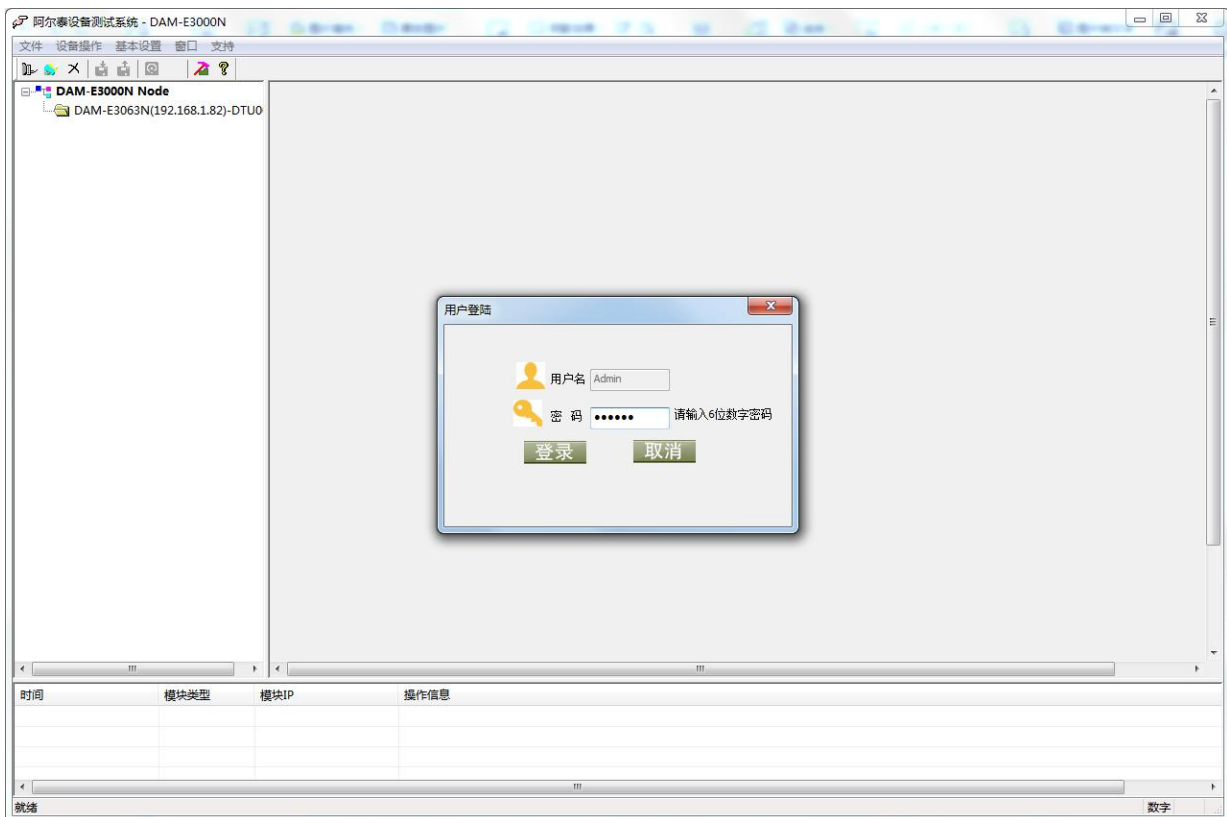 阿尔泰设备测试系统 - DAM-E3000N
文件 设备操作 基本设置 窗口 支持
DAM-E3000N Node
DAM-E3063N(192.168.1.82)-DTU0
用户登陆
用户名 Admin
密 码 ●●●●●● 请输入6位数字密码
登录 取消
时间 模块类型 模块IP 操作信息
就绪 数字